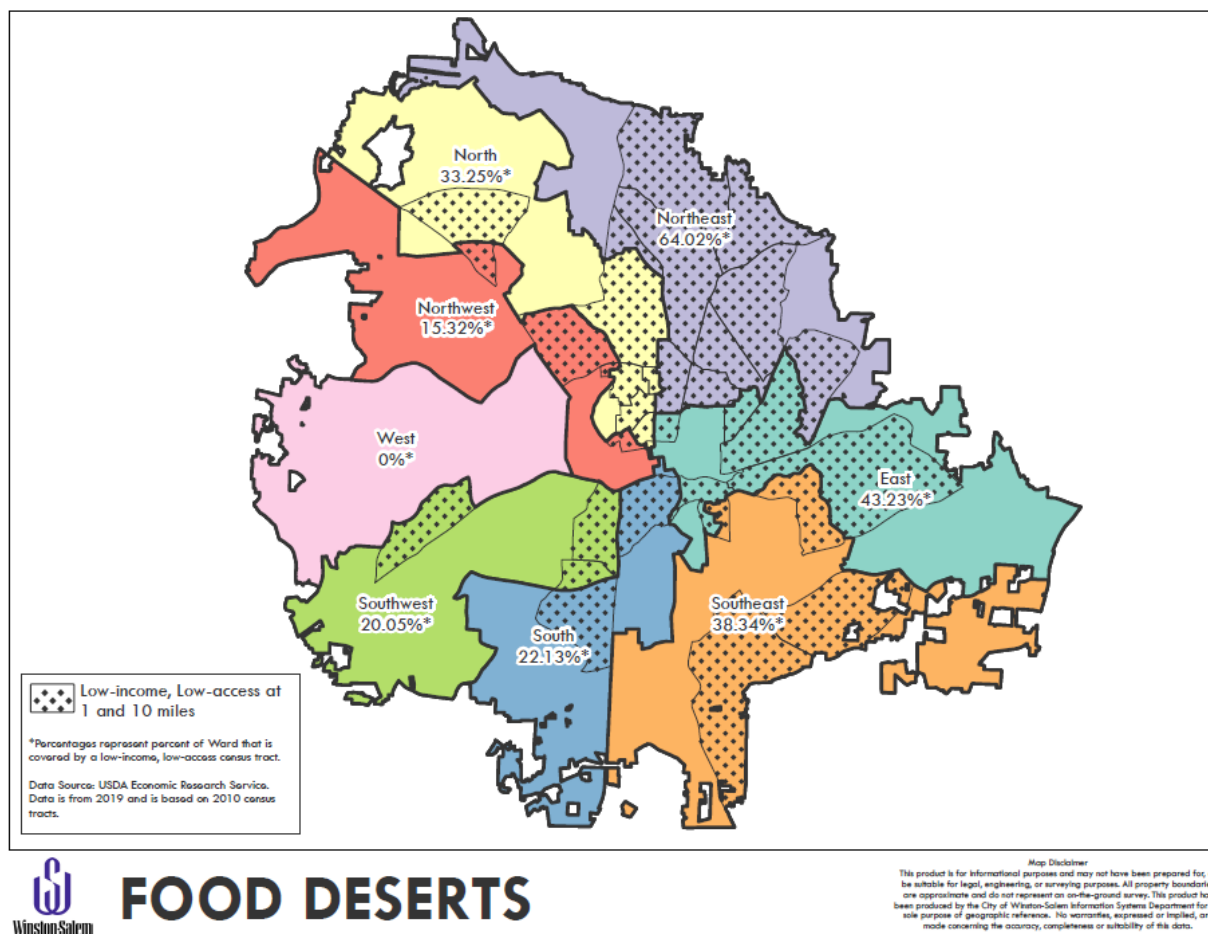 North
33.25%*
Northeast
64.02%*
Northwest
15.32%*
West
0%*
East
43.23%*
Southwest
20.05%*
South
22.13%*
Southeast
38.34%*
Low-income, Low-access at
1 and 10 miles
*Percentages represent percent of Ward that is
covered by a low-income, low-access census tract.
Data Source: USDA Economic Research Service.
Data is from 2019 and is based on 2010 census
tracts.
Winston-Salem
FOOD DESERTS
Map Disclaimer
This product is for informational purposes and may not have been prepared for,
be suitable for legal, engineering, or surveying purposes. All property
are approximate and do not represent an on-the-ground survey. This product
been produced by the City of Winston-Salem Information Systems Department for
sole purpose of geographic reference. No warranties, expressed or implied,
made concerning the accuracy, completeness or suitability of this data.